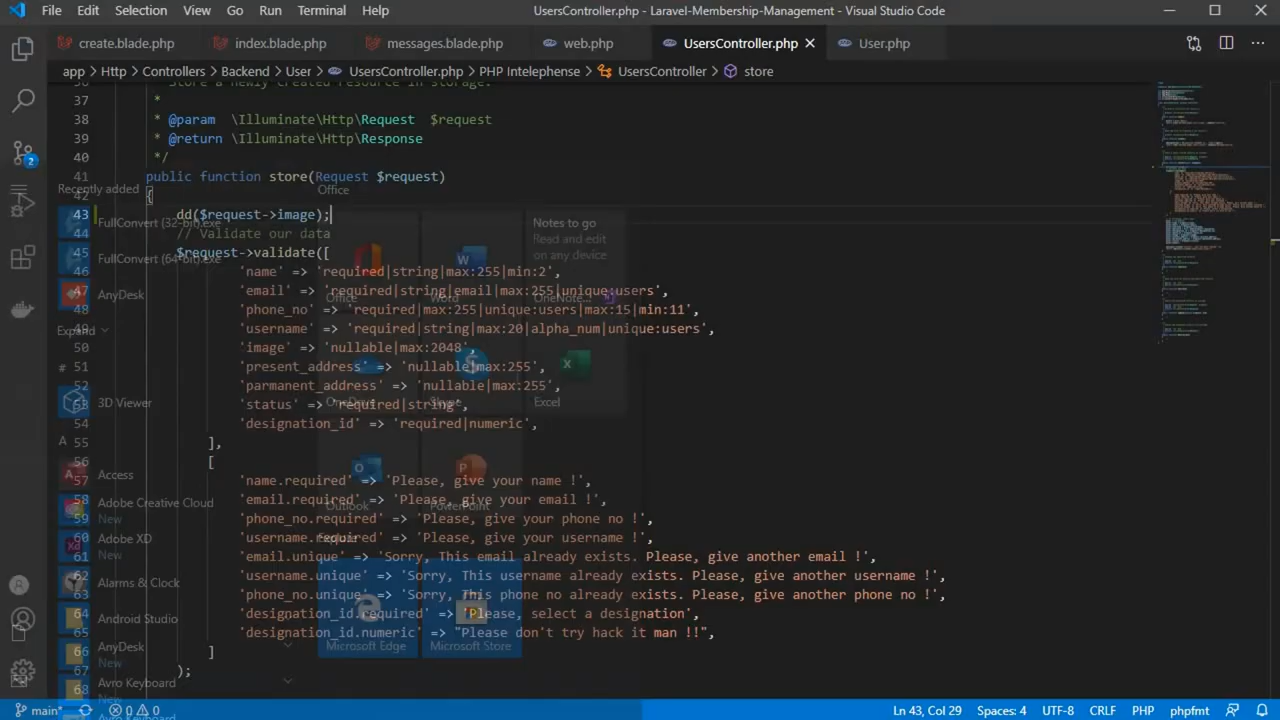 File Edit Selection View Go Run Terminal Help UsersController.php - Laravel-Membership-Management - Visual Studio Code
create.blade.php index.blade.php messages.blade.php web.php UsersController.php User.php
app > Http > Controllers > Backend > User > UsersController.php > PHP Intelephense > UsersController > store
Store a newly created resource in storage.
37 *
38 * @param \Illuminate\Http\Request $request
39 * @return \Illuminate\Http\Response
40 */
41 public function store(Request $request)
Recently added
Office
42 {
43 dd($request->image);
FullConvert (32-bit).exe
Notes to go
44 // Validate our data
Read and edit
on any device
45 $request->validate([
FullConvert (64-bit).exe
46 'name' => 'required|string|max:255|min:2',
47 'email' => 'required|string|email|max:255|unique:users',
AnyDesk
Office
Word
OneNote...
48 'phone_no' => 'required|max:255|unique:users|max:15|min:11',
49 'username' => 'required|string|max:20|alpha_num|unique:users',
Expand
50 'image' => 'nullable|max:2048',
51 'present_address' => 'nullable|max:255',
#
52 'parmanent_address' => 'nullable|max:255',
53 'status' => 'required|string',
3D Viewer
OneDrive
Skype
Excel
54 'designation_id' => 'required|numeric',
55 ],
A
56 [
Access
57 'name.required' => 'Please, give your name !',
58 'email.required' => 'Please, give your email !',
Adobe Creative Cloud
New
Outlook
PowerPoint
59 'phone_no.required' => 'Please, give your phone no !',
60 'username.required' => 'Please, give your username !',
Adobe XD
New
Explore
61 'email.unique' => 'Sorry, This email already exists. Please, give another email !',
62 'username.unique' => 'Sorry, This username already exists. Please, give another username !',
Alarms & Clock
63 'phone_no.unique' => 'Sorry, This phone no already exists. Please, give another phone no !',
64 'designation_id.required' => 'Please, select a designation',
Android Studio
65 'designation_id.numeric' => "Please don't try hack it man !!",
66 ]
AnyDesk
New
Microsoft Edge
Microsoft Store
67 );
68
Avro Keyboard
New
Avro Keyboard
2
main* 0 0 Ln 43, Col 29 Spaces: 4 UTF-8 CRLF PHP phpfmt